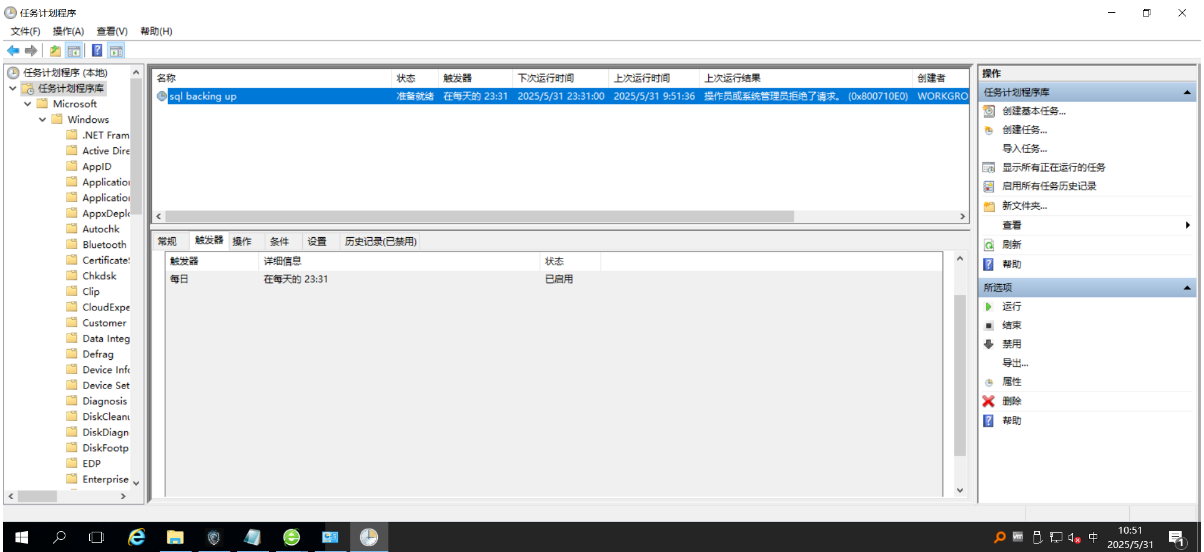 任务计划程序
文件(F) 操作(A) 查看(V) 帮助(H)
任务计划程序 (本地)
任务计划程序库
Microsoft
Windows
.NET Fram
Active Dire
AppID
Application
Application
AppxDeplo
Autochk
Bluetooth
Certificate
Chkdsk
Clip
CloudExpe
Customer
Data Integ
Defrag
Device Info
Device Set
Diagnosis
DiskCleanu
DiskDiagn
DiskFootp
EDP
Enterprise
名称 状态 触发器 下次运行时间 上次运行时间 上次运行结果 创建者
sql backing up 准备就绪 在每天的 23:31 2025/5/31 23:31:00 2025/5/31 9:51:36 操作员或系统管理员拒绝了请求。 (0x800710E0) WORKGRO
常规 触发器 操作 条件 设置 历史记录(已禁用)
触发器 详细信息 状态
每日 在每天的 23:31 已启用
操作
任务计划程序库
创建基本任务...
创建任务...
导入任务...
显示所有正在运行的任务
启用所有任务历史记录
新文件夹...
查看
刷新
帮助
所选项
运行
结束
禁用
导出...
属性
删除
帮助
中
10:51
2025/5/31
1